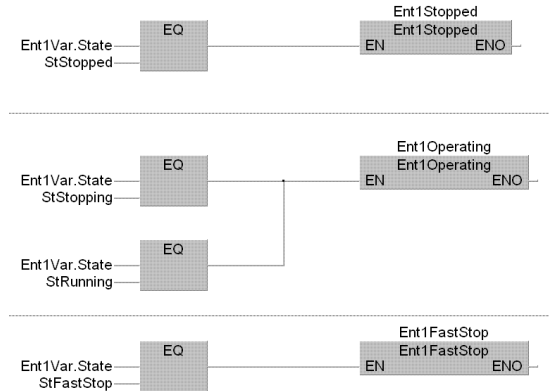 Ent1Stopped
EQ
Ent1Stopped
Ent1Var.State
EN
ENO
StStopped
Ent1Operating
EQ
Ent1Operating
Ent1Var.State
EN
ENO
StStopping
EQ
Ent1Var.State
StRunning
Ent1FastStop
EQ
Ent1FastStop
Ent1Var.State
EN
ENO
StFastStop